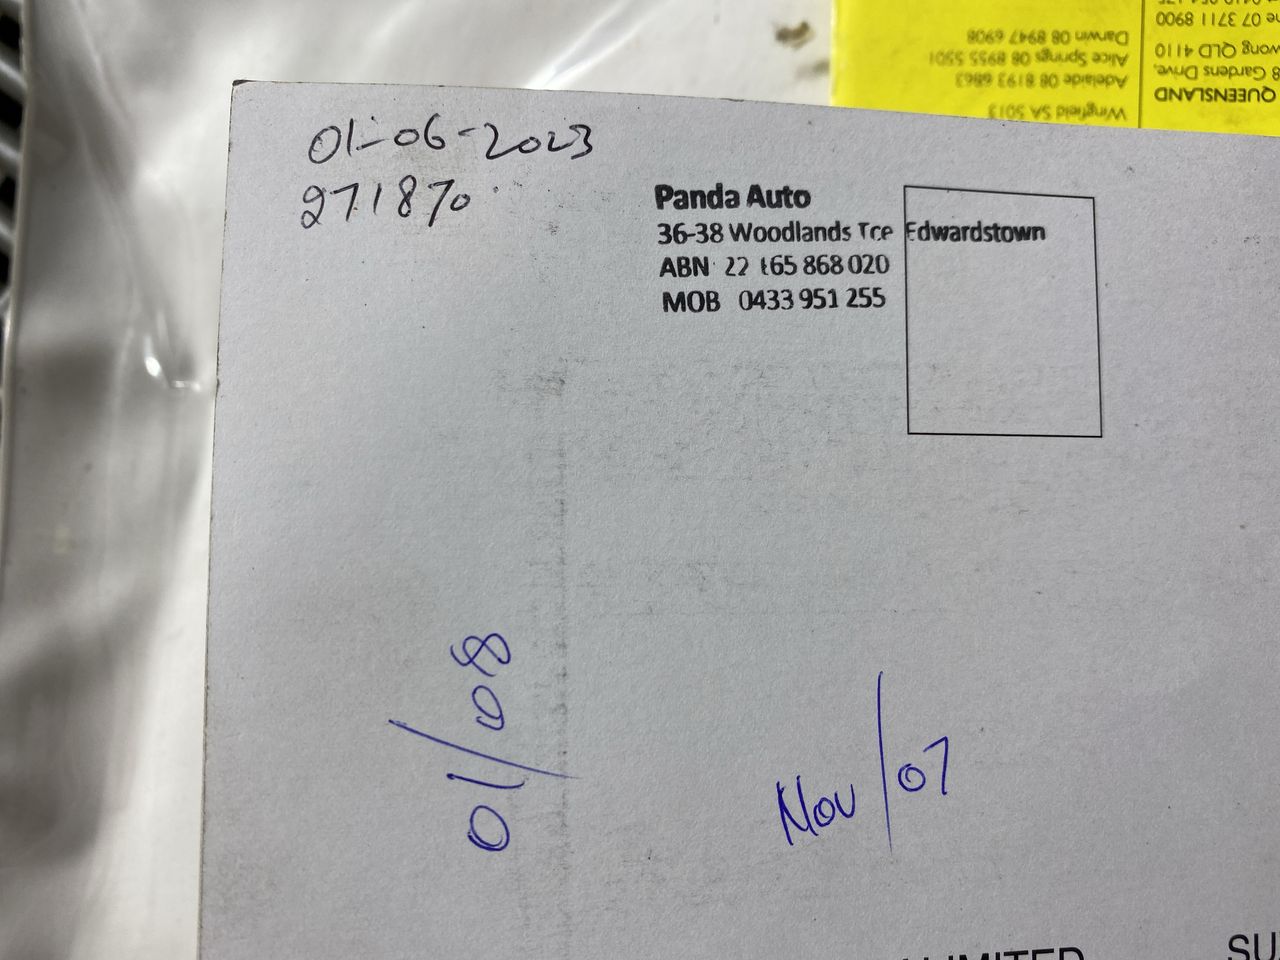 01-06-2023
271870
Panda Auto
36-38 Woodlands Tce Edwardstown
ABN 22 165 868 020
MOB 0433 951 255
01/08
Nov/07
LIMITED
QUEENSLAND
8 Gardens Drive,
QLD 4110
07 3711 8900
Wingfield SA 5013
Adelaide 08 8193 6863
Alice Springs 08 8955 5501
Darwin 08 8947 6908